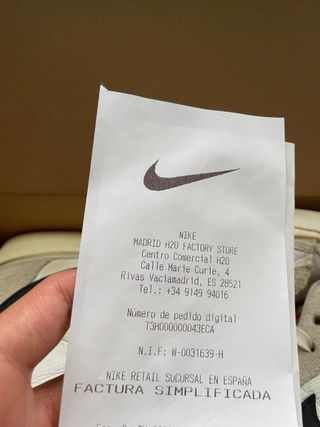 NIKE
MADRID H2O FACTORY STORE
Centro Comercial H2O
Calle Marie Curie, 4
Rivas Vaciamadrid, ES 28521
Tel.: +34 9149 94016
Número de pedido digital
T3H000000043ECA
N.I.F: W-0031639-H
NIKE RETAIL SUCURSAL EN ESPAÑA
FACTURA SIMPLIFICADA